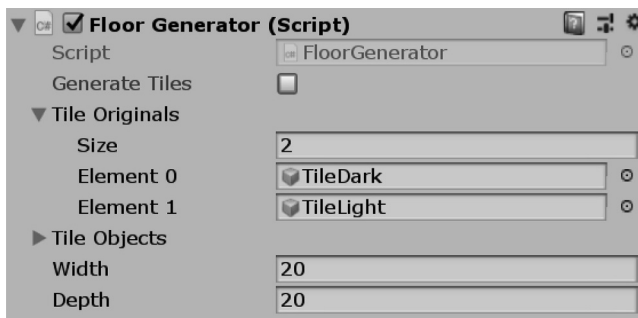 Floor Generator (Script)
Script FloorGenerator
Generate Tiles
Tile Originals
Size 2
Element 0 TileDark
Element 1 TileLight
Tile Objects
Width 20
Depth 20